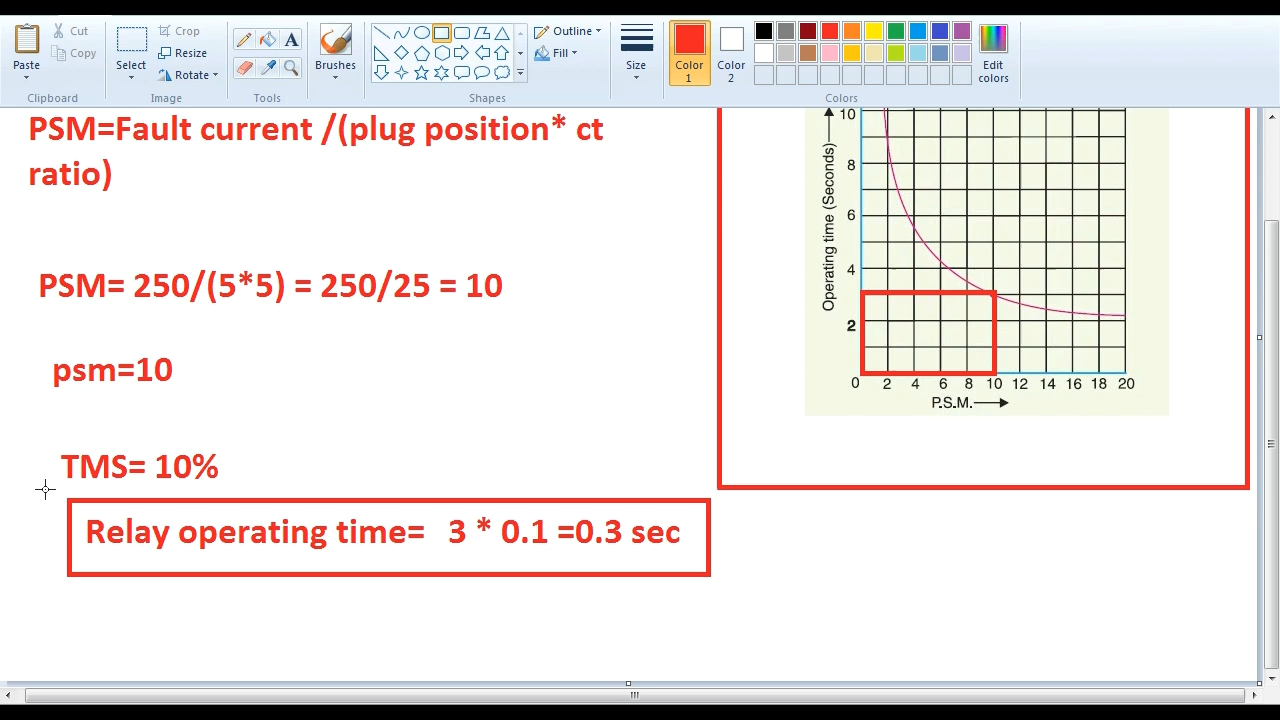 Cut
Copy
Paste
Clipboard
Select
Crop
Resize
Rotate
Image
A
Tools
Brushes
Outline
Fill
Shapes
Size
Color 1
Color 2
Edit colors
Colors
PSM=Fault current /(plug position* ct
ratio)
PSM= 250/(5*5) = 250/25 = 10
psm=10
TMS= 10%
Relay operating time= 3 * 0.1 =0.3 sec
Operating time (Seconds)
10
8
6
4
2
0 2 4 6 8 10 12 14 16 18 20
P.S.M.